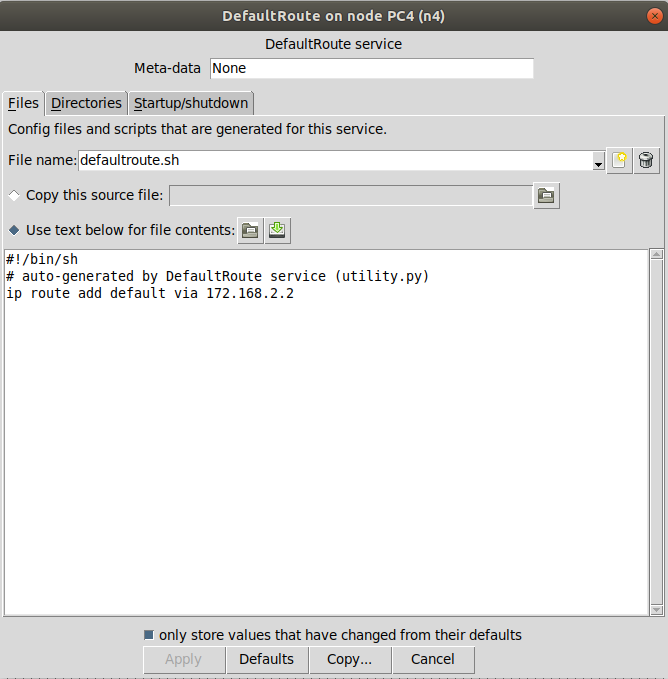 DefaultRoute on node PC4 (n4)
DefaultRoute service
Meta-data None
Files Directories Startup/shutdown
Config files and scripts that are generated for this service.
File name: defaultroute.sh
Copy this source file:
Use text below for file contents:
#!/bin/sh
# auto-generated by DefaultRoute service (utility.py)
ip route add default via 172.168.2.2
only store values that have changed from their defaults
Apply Defaults Copy... Cancel